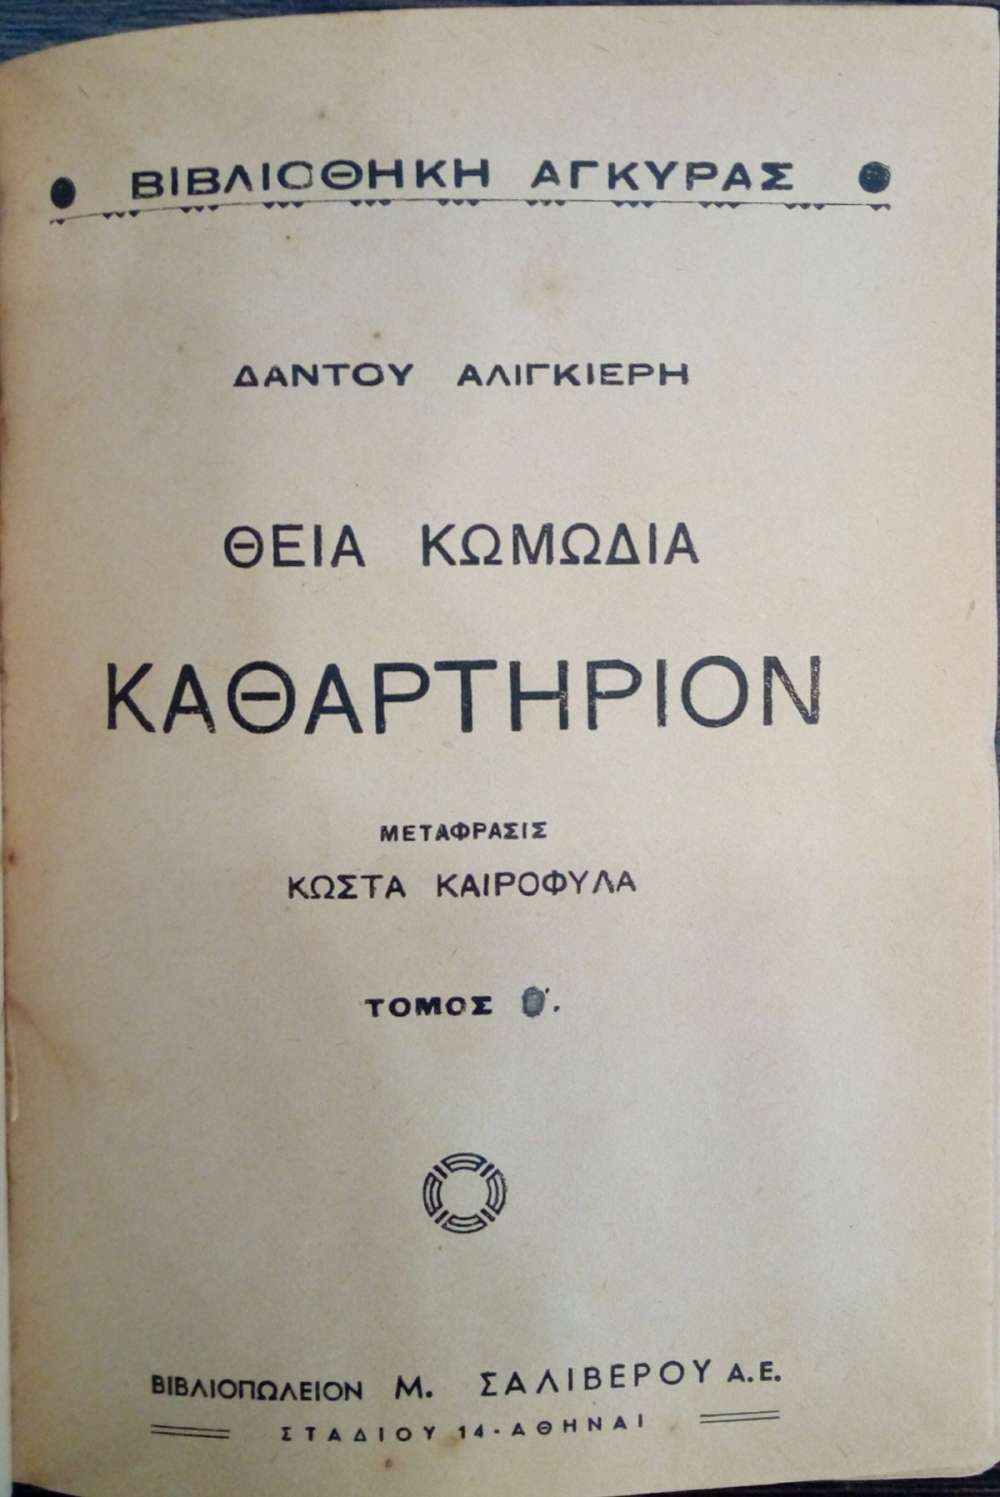 ΒΙΒΛΙΟΘΗΚΗ ΑΓΚΥΡΑΣ
ΔΑΝΤΟΥ ΑΛΙΓΚΙΕΡΗ
ΘΕΙΑ ΚΩΜΩΔΙΑ
ΚΑΘΑΡΤΗΡΙΟΝ
ΜΕΤΑΦΡΑΣΙΣ
ΚΩΣΤΑ ΚΑΙΡΟΦΥΛΑ
ΤΟΜΟΣ
ΒΙΒΛΙΟΠΩΛΕΙΟΝ Μ. ΣΑΛΙΒΕΡΟΥ Α.Ε.
ΣΤΑΔΙΟΥ 14 - ΑΘΗΝΑΙ